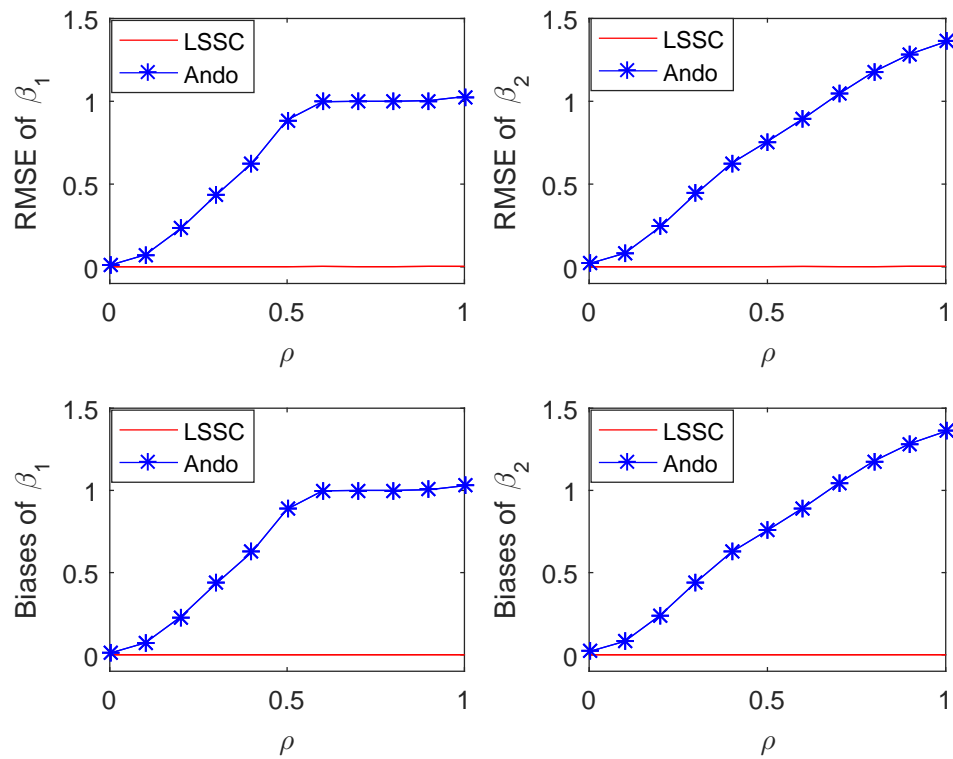 LSSC
Ando
RMSE of β1
1.5
1
0.5
0
0
0.5
1
ρ
LSSC
Ando
RMSE of β2
1.5
1
0.5
0
0
0.5
1
ρ
LSSC
Ando
Biases of β1
1.5
1
0.5
0
0
0.5
1
ρ
LSSC
Ando
Biases of β2
1.5
1
0.5
0
0
0.5
1
ρ